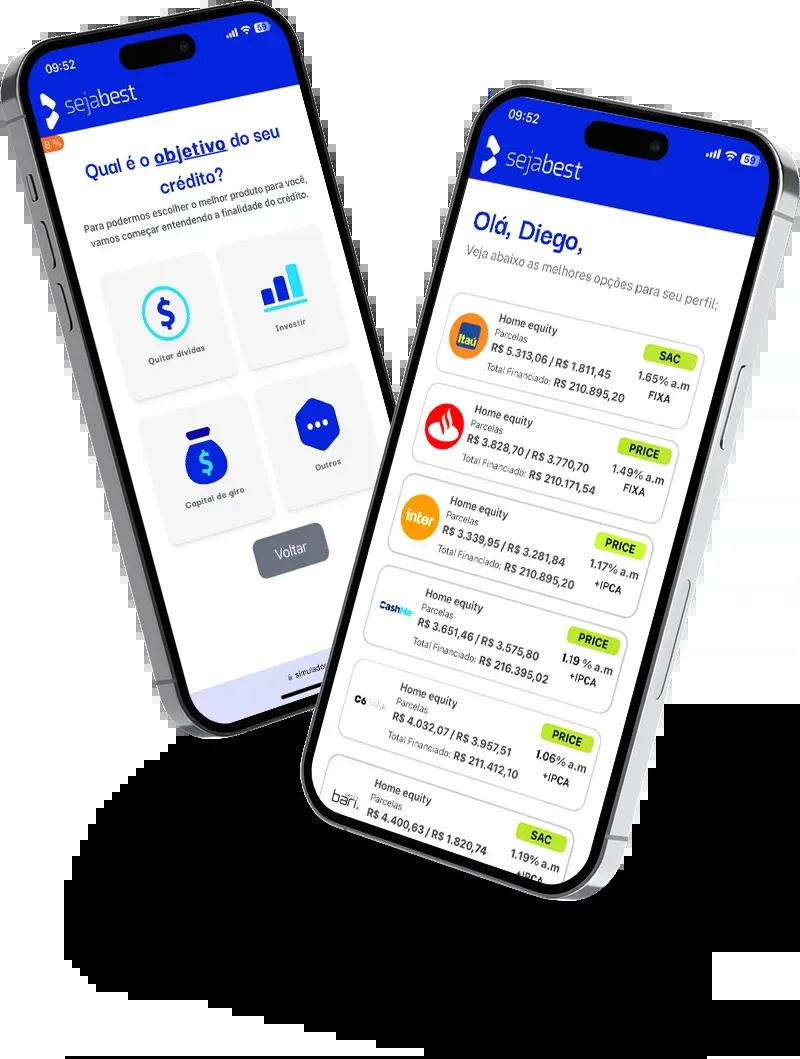 09:52
59
sejabest
8 %
Qual é o objetivo do seu
crédito?
Para podermos escolher o melhor produto para você,
vamos começar entendendo a finalidade do crédito.
Quitar dívidas
Investir
Capital de giro
Outros
Voltar
09:52
59
sejabest
Olá, Diego,
Veja abaixo as melhores opções para seu perfil;
Itaú
Home equity
Parcelas
R$ 5.313,06 / R$ 1.811,45
Total Financiado: R$ 210.895,20
SAC
1.65% a.m
FIXA
Home equity
Parcelas
R$ 3.828,70 / R$ 3.770,70
Total Financiado: R$ 210.171,54
PRICE
1.49% a.m
FIXA
inter
Home equity
Parcelas
R$ 3.339,95 / R$ 3.281,84
Total Financiado: R$ 210.895,20
PRICE
1.17% a.m
+IPCA
CashMe
Home equity
Parcelas
R$ 3.651,46 / R$ 3.575,80
Total Financiado: R$ 216.395,02
PRICE
1.19 % a.m
+IPCA
C6 BANK
Home equity
Parcelas
R$ 4.032,07 / R$ 3.957,51
Total Financiado: R$ 211.412,10
PRICE
1.06% a.m
+IPCA
bari.
Home equity
Parcelas
R$ 4.400,63 / R$ 1.820,74
SAC
1.19% a.m
+IPCA